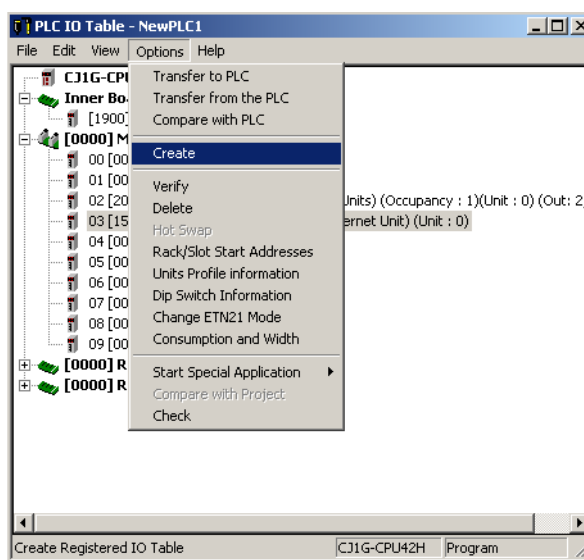 PLC IO Table - NewPLC1
File Edit View Options Help
CJ1G-CPU
Inner Bo
[1900]
[0000] M
00 [00
01 [00
02 [20
Units) (Occupancy : 1)(Unit : 0) (Out: 2
03 [15
ernet Unit) (Unit : 0)
04 [00
05 [00
06 [00
07 [00
08 [00
09 [00
[0000] R
[0000] R
Transfer to PLC
Transfer from the PLC
Compare with PLC
Create
Verify
Delete
Hot Swap
Rack/Slot Start Addresses
Units Profile information
Dip Switch Information
Change ETN21 Mode
Consumption and Width
Start Special Application
Compare with Project
Check
Create Registered IO Table CJ1G-CPU42H Program